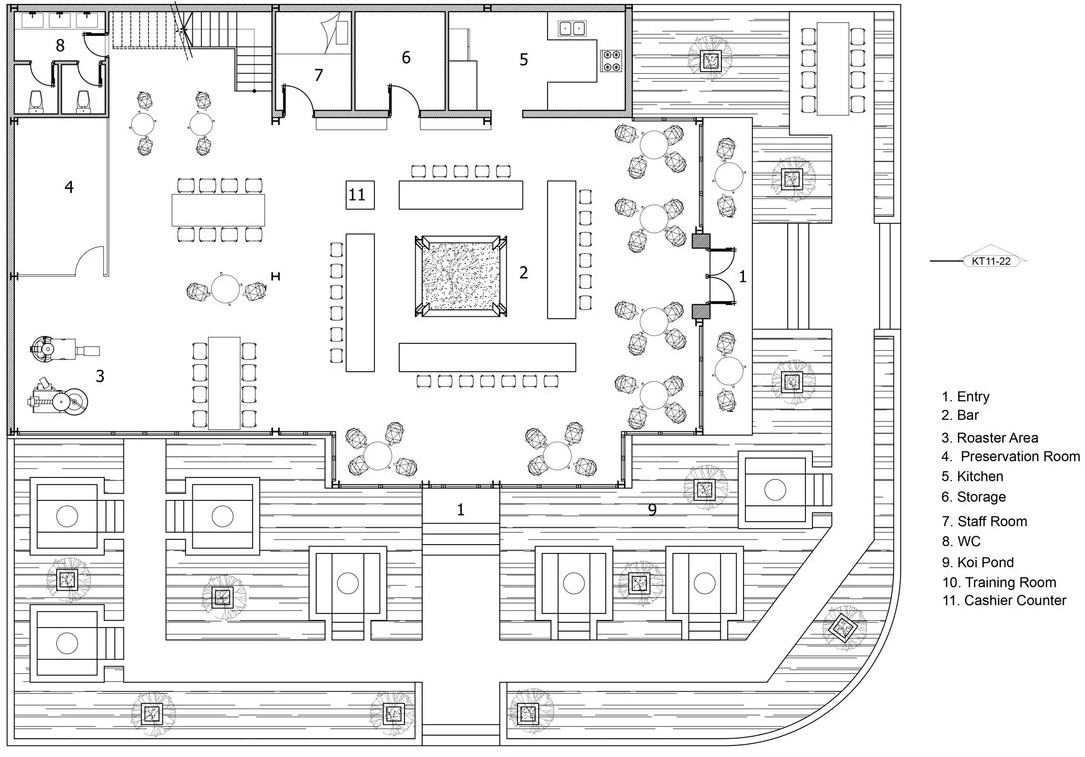 8
7
6
5
4
11
2
1
3
1
9
KT11-22
1. Entry
2. Bar
3. Roaster Area
4. Preservation Room
5. Kitchen
6. Storage
7. Staff Room
8. WC
9. Koi Pond
10. Training Room
11. Cashier Counter